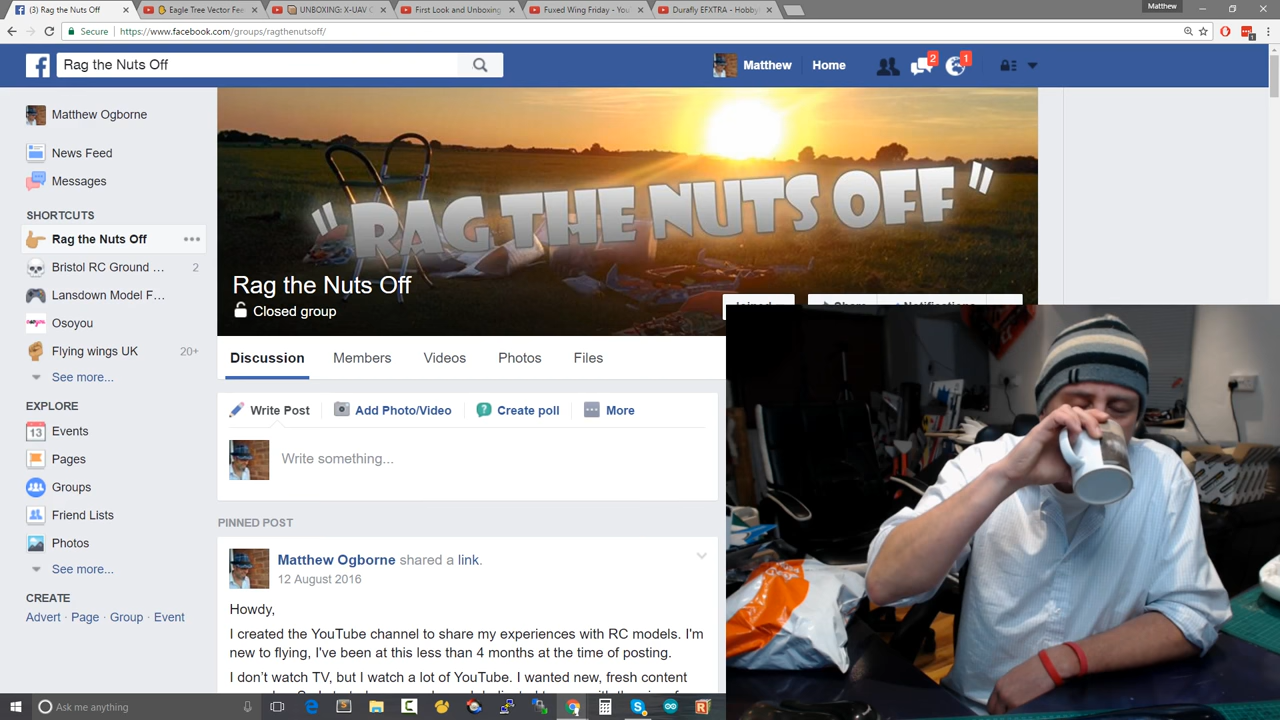 (3) Rag the Nuts Off
Eagle Tree Vector Fee
UNBOXING: X-UAV C
First Look and Unboxing
Fuxed Wing Friday - You
Durafly EFXTRA - Hobby
Matthew
Secure
https://www.facebook.com/groups/ragthenutsoff/
Rag the Nuts Off
Matthew
Home
2
1
Matthew Ogborne
News Feed
Messages
SHORTCUTS
Rag the Nuts Off
Bristol RC Ground ...
2
Lansdown Model F...
Osoyou
Flying wings UK
20+
See more...
EXPLORE
13
Events
Pages
Groups
Friend Lists
Photos
See more...
CREATE
Advert · Page · Group · Event
"RAG THE NUTS OFF"
Rag the Nuts Off
Closed group
Discussion
Members
Videos
Photos
Files
Write Post
Add Photo/Video
Create poll
More
Write something...
PINNED POST
Matthew Ogborne shared a link.
12 August 2016
Howdy,
I created the YouTube channel to share my experiences with RC models. I'm
new to flying, I've been at this less than 4 months at the time of posting.
I don't watch TV, but I watch a lot of YouTube. I wanted new, fresh content
Ask me anything